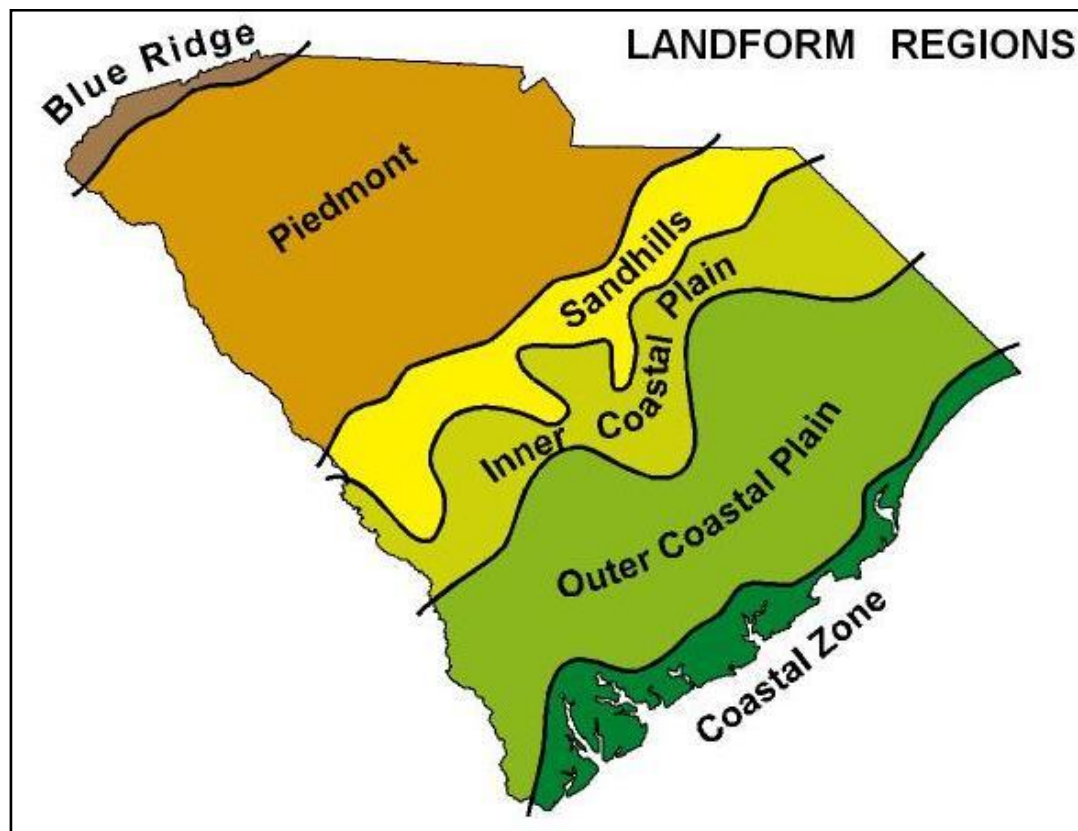 LANDFORM REGIONS
Blue Ridge
Piedmont
Sandhills
Inner Coastal Plain
Outer Coastal Plain
Coastal Zone